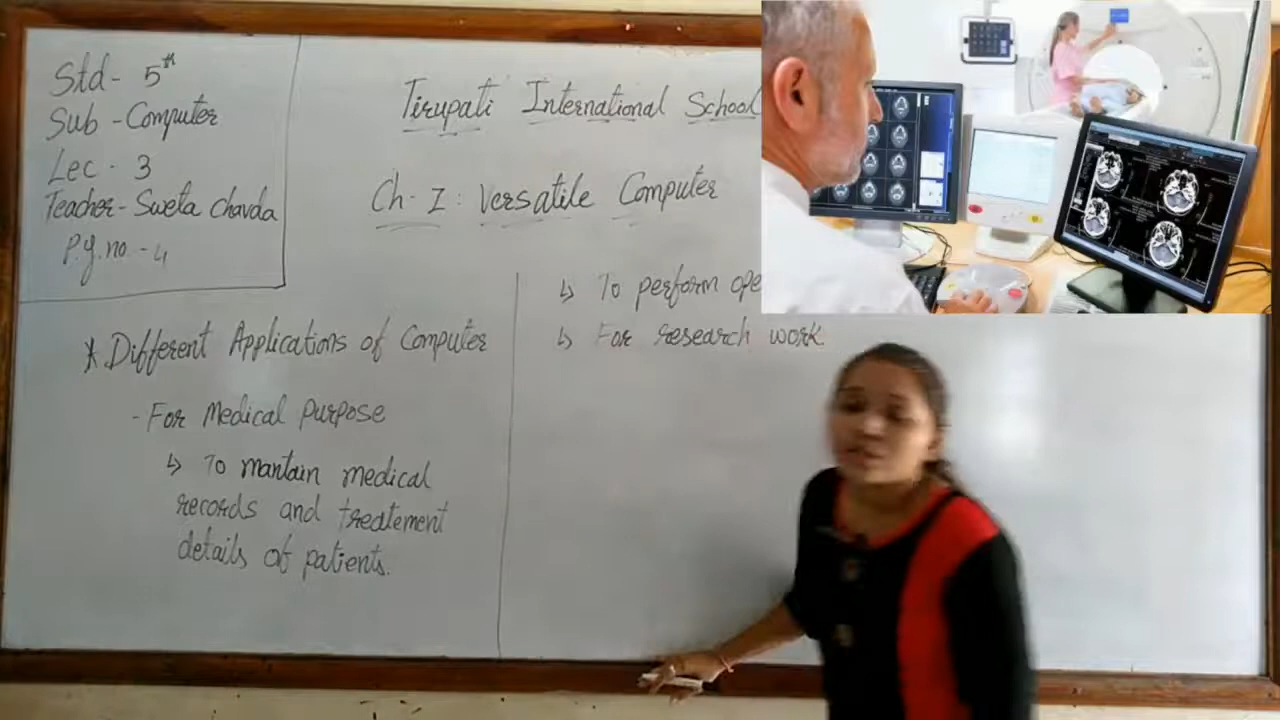 Std- 5th
Sub - Computer
Lec - 3
Teacher- Sweta Chavda
P.g. no. - 4
Tirupati International School
Ch- I : Versatile Computer
* Different Applications of Computer
- For Medical Purpose
↳ To mantain medical
records and treatement
details of patients.
↳ To perform ope
↳ For research work.